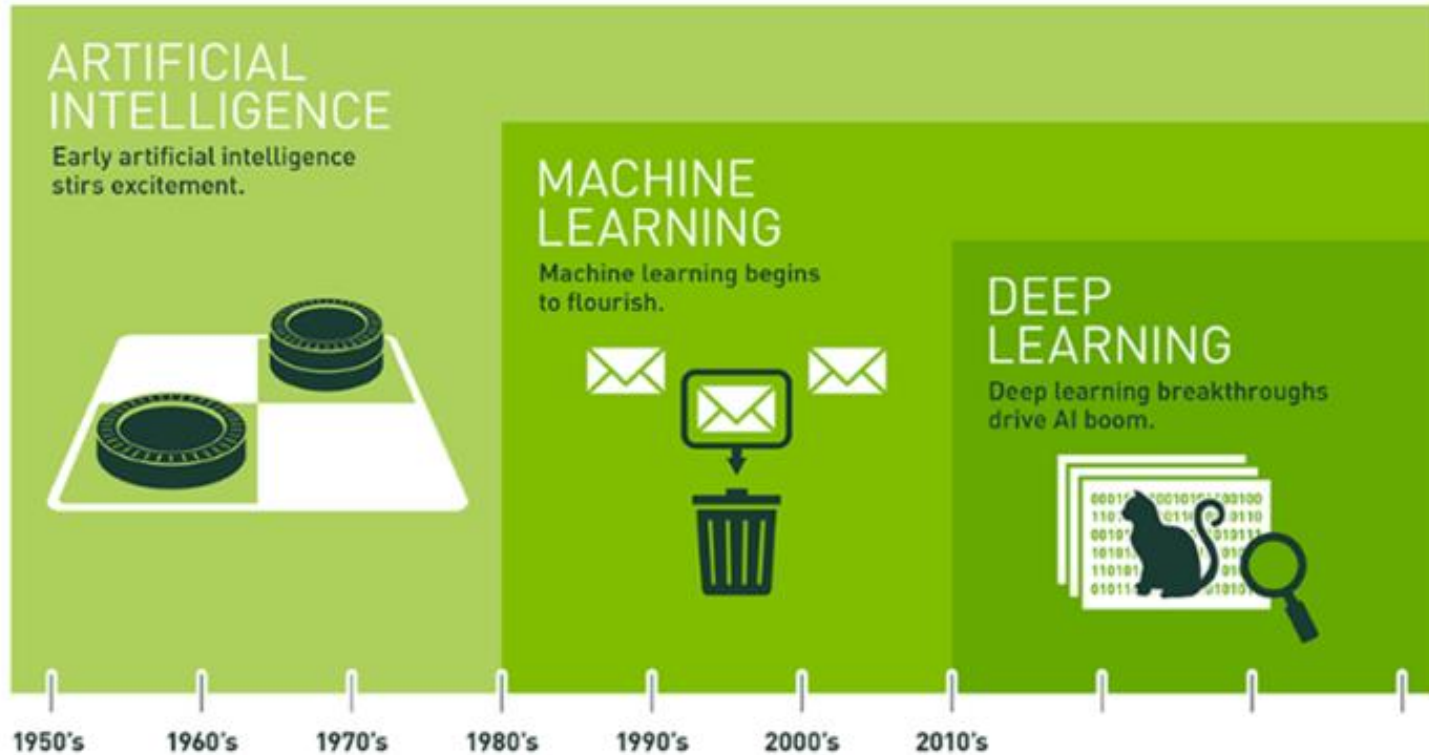 ARTIFICIAL
INTELLIGENCE
Early artificial intelligence
stirs excitement.
MACHINE
LEARNING
Machine learning begins
to flourish.
DEEP
LEARNING
Deep learning breakthroughs
drive AI boom.
1950's 1960's 1970's 1980's 1990's 2000's 2010's